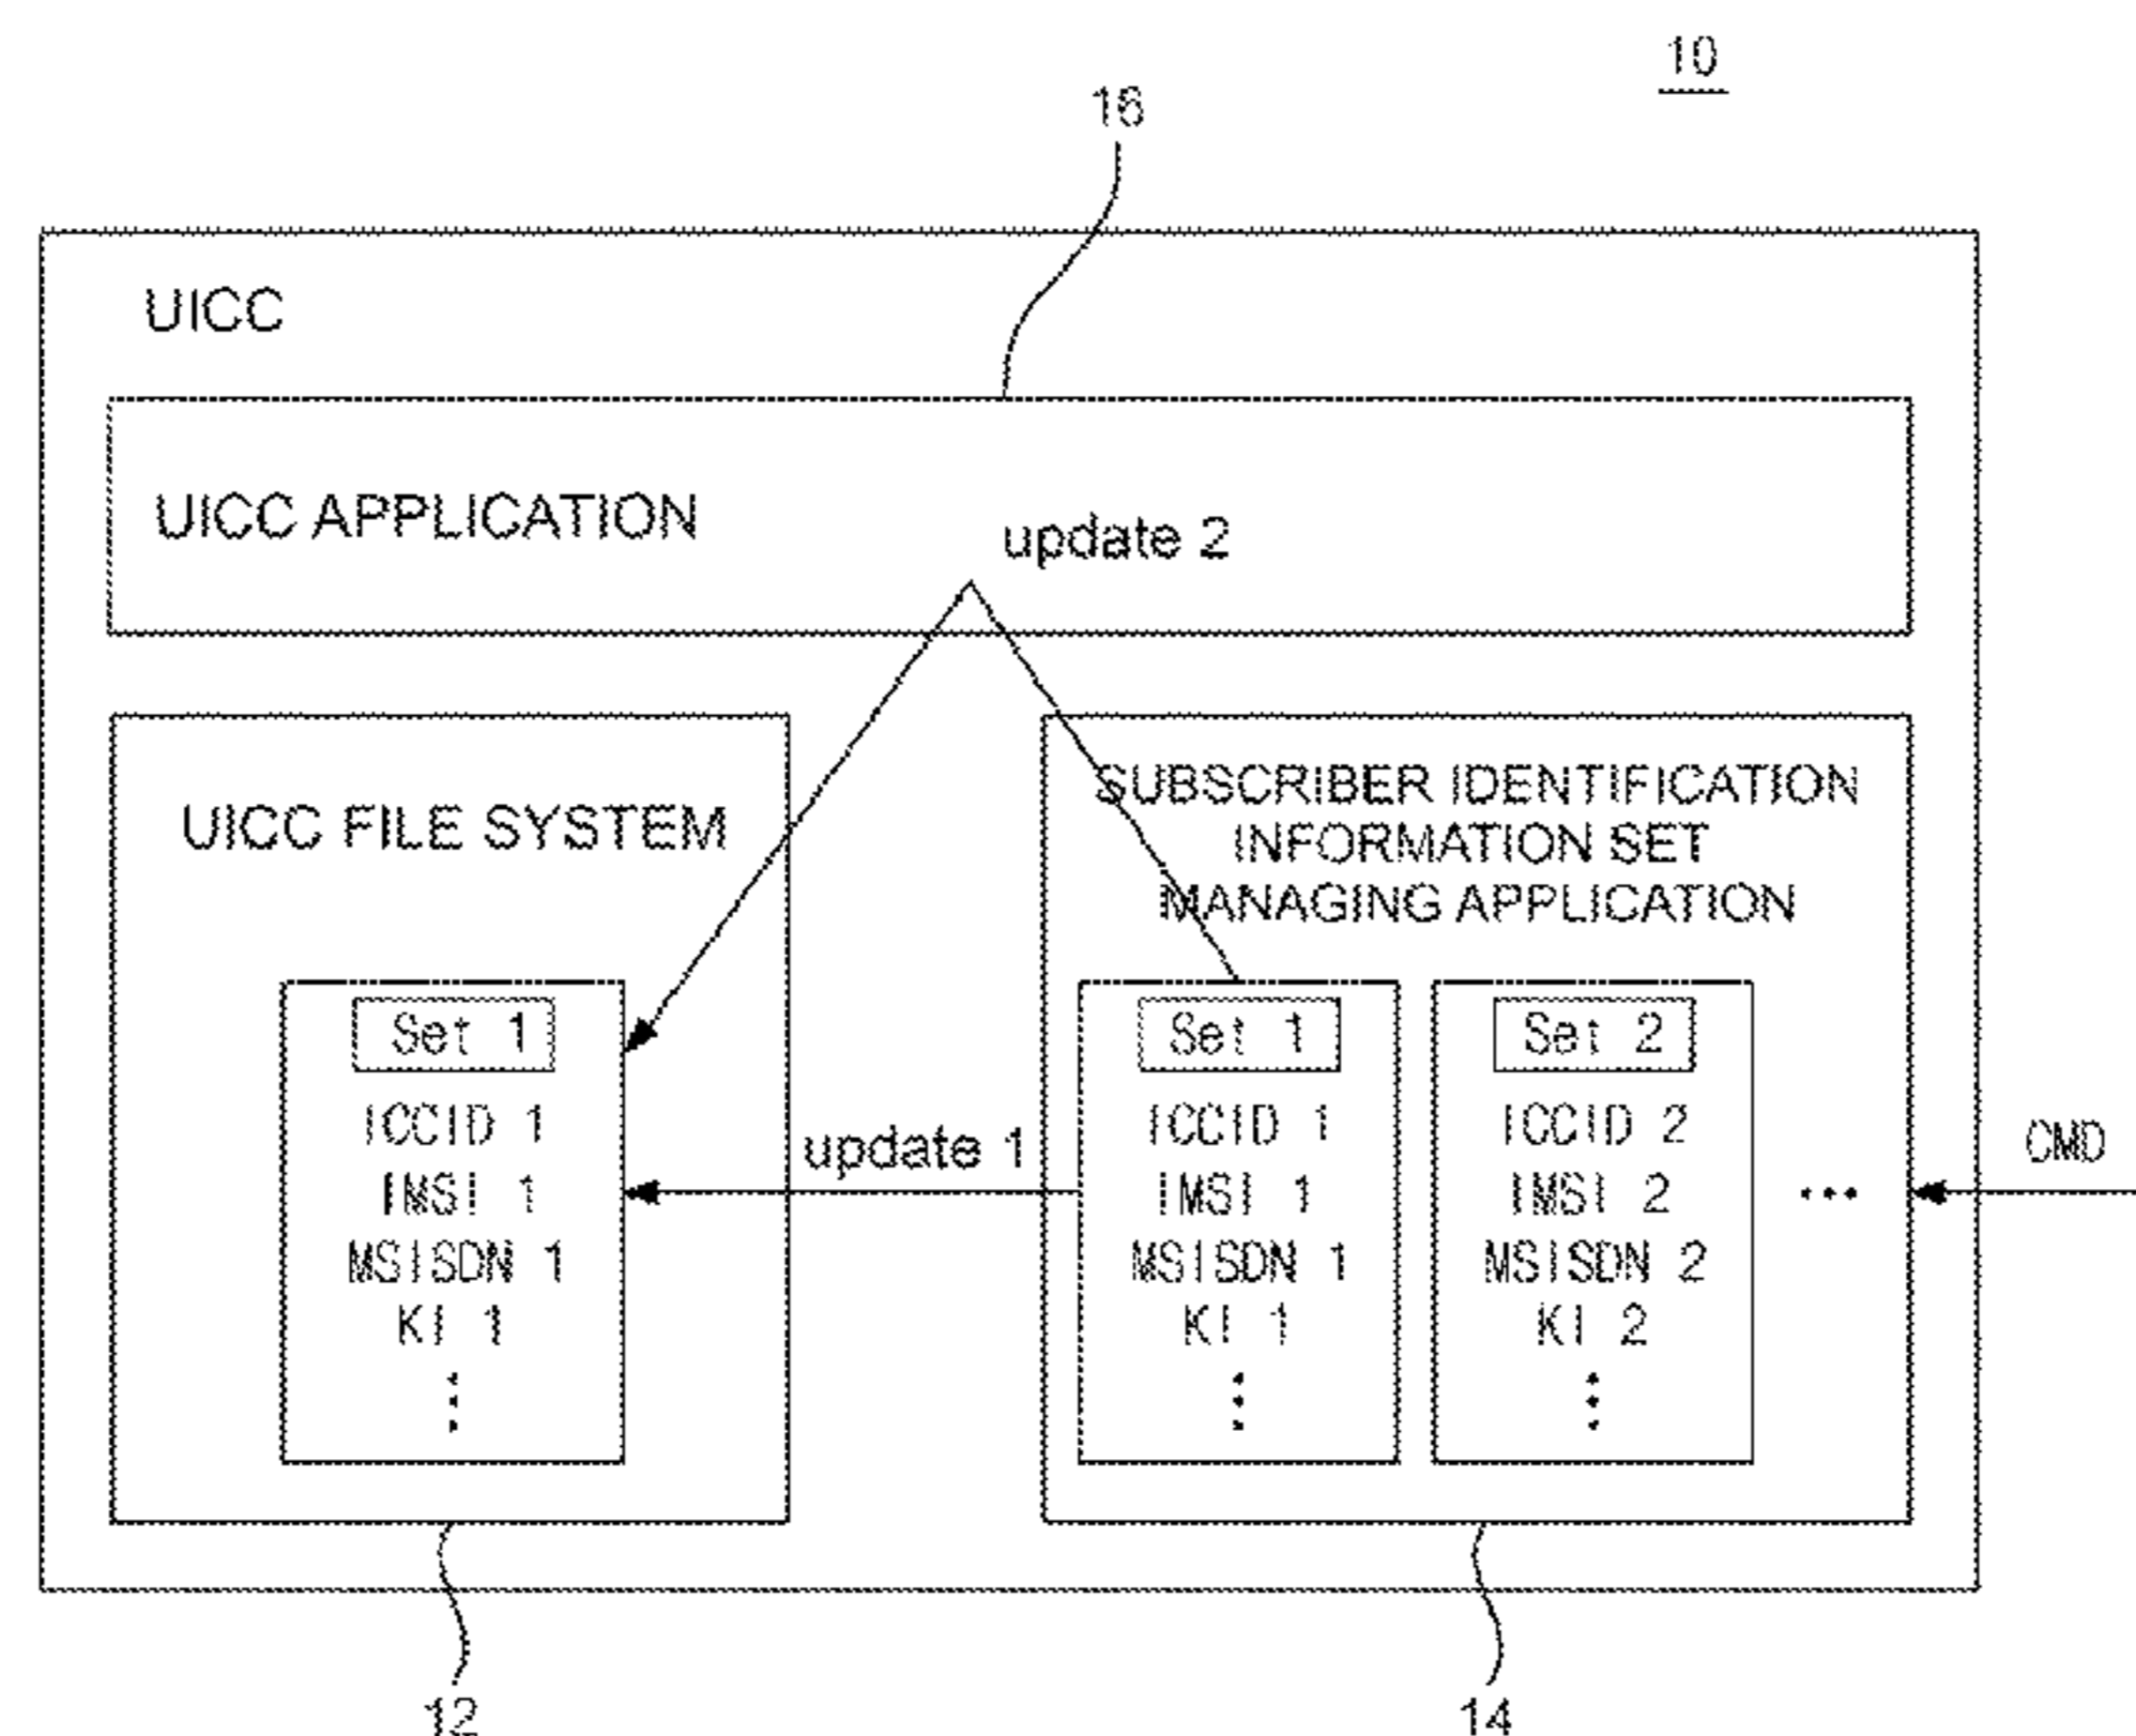 10
16
UICC
UICC APPLICATION
update 2
UICC FILE SYSTEM
SUBSCRIBER IDENTIFICATION
INFORMATION SET
MANAGING APPLICATION
Set 1
ICCID 1
IMSI 1
MSISDN 1
KI 1
update 1
Set 1
ICCID 1
IMSI 1
MSISDN 1
KI 1
Set 2
ICCID 2
IMSI 2
MSISDN 2
KI 2
...
CMD
12
14